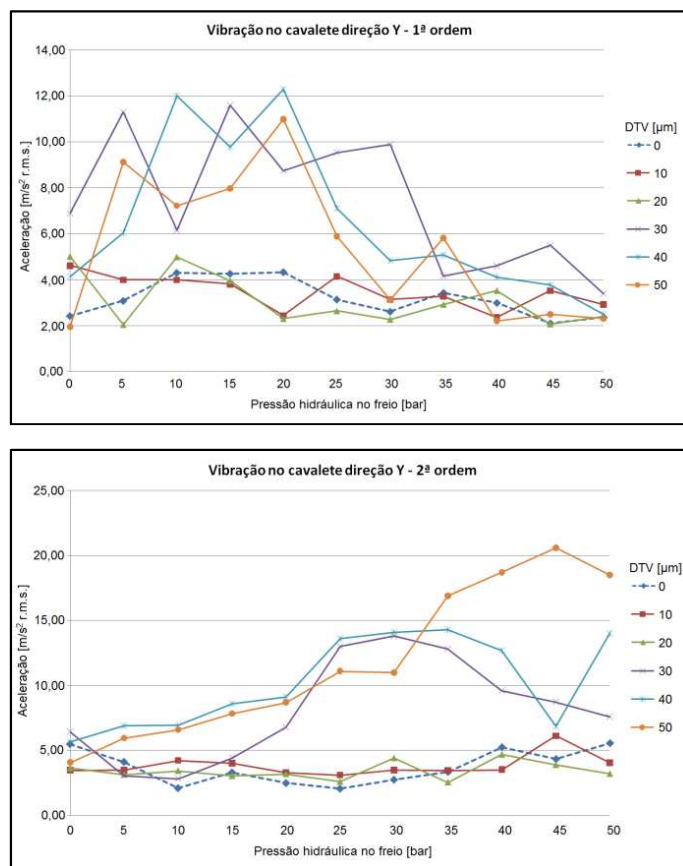 Vibração no cavalete direção Y - 1ª ordem
14,00
12,00
10,00
8,00
6,00
4,00
2,00
0,00
Aceleração [m/s² r.m.s.]
0 5 10 15 20 25 30 35 40 45 50
Pressão hidráulica no freio [bar]
DTV [µm]
0
10
20
30
40
50
Vibração no cavalete direção Y - 2ª ordem
25,00
20,00
15,00
10,00
5,00
0,00
Aceleração [m/s² r.m.s.]
0 5 10 15 20 25 30 35 40 45 50
Pressão hidráulica no freio [bar]
DTV [µm]
0
10
20
30
40
50